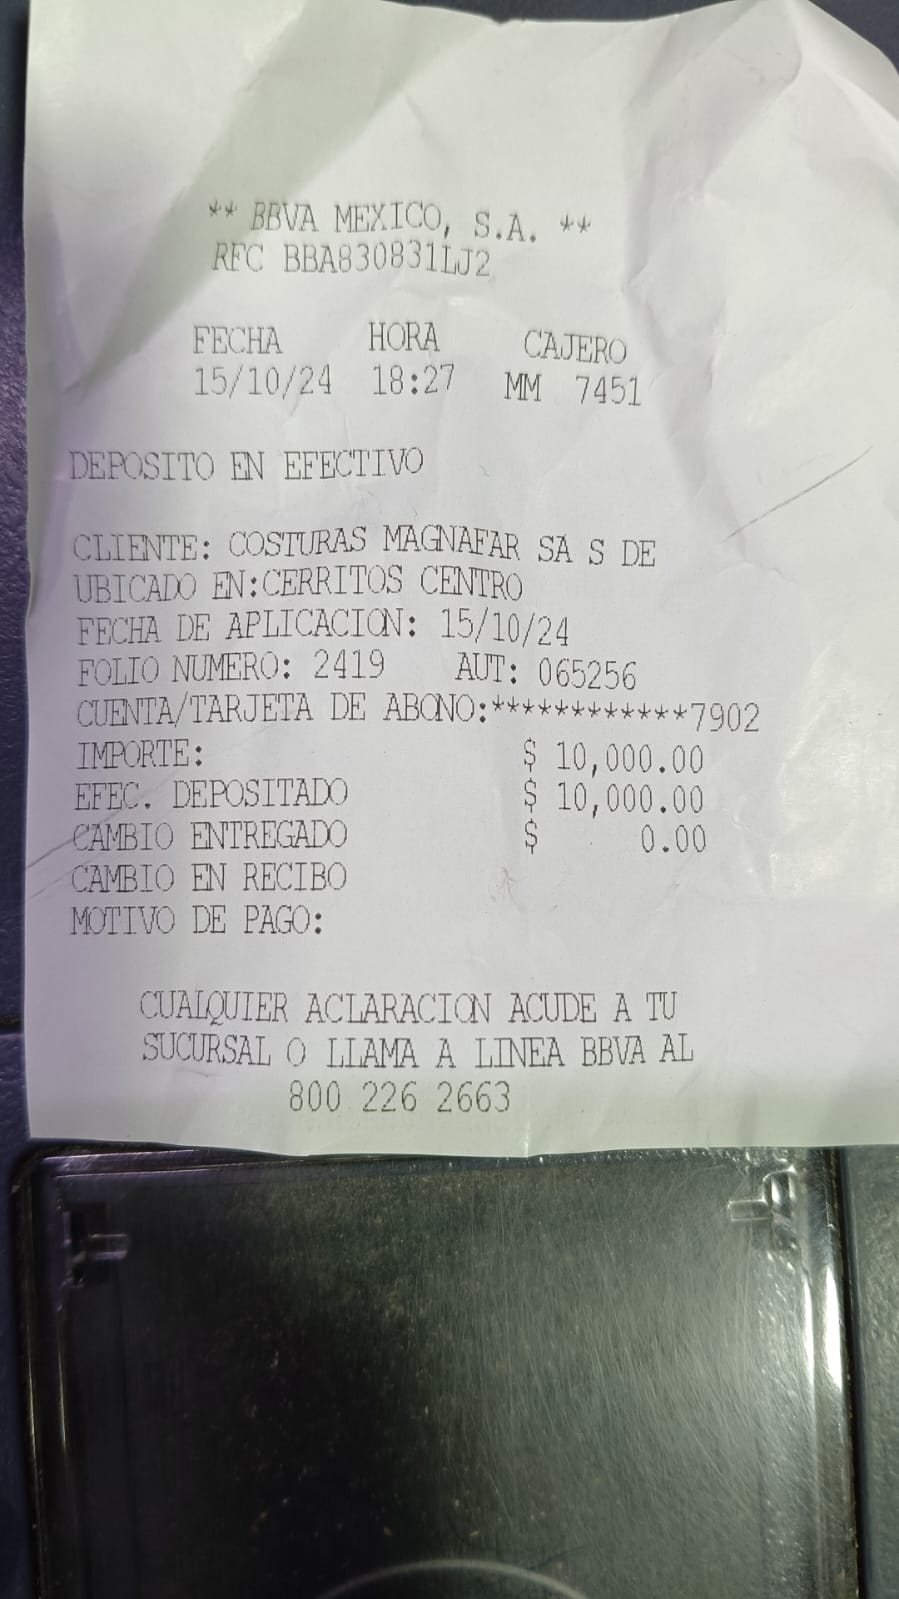 ** BBVA MEXICO, S.A. **
RFC BBA830831LJ2
FECHA HORA CAJERO
15/10/24 18:27 MM 7451
DEPOSITO EN EFECTIVO
CLIENTE: COSTURAS MAGNAFAR SA S DE
UBICADO EN:CERRITOS CENTRO
FECHA DE APLICACION: 15/10/24
FOLIO NUMERO: 2419 AUT: 065256
CUENTA/TARJETA DE ABONO:************7902
IMPORTE: $ 10,000.00
EFEC. DEPOSITADO $ 10,000.00
CAMBIO ENTREGADO $ 0.00
CAMBIO EN RECIBO
MOTIVO DE PAGO:
CUALQUIER ACLARACION ACUDE A TU
SUCURSAL O LLAMA A LINEA BBVA AL
800 226 2663